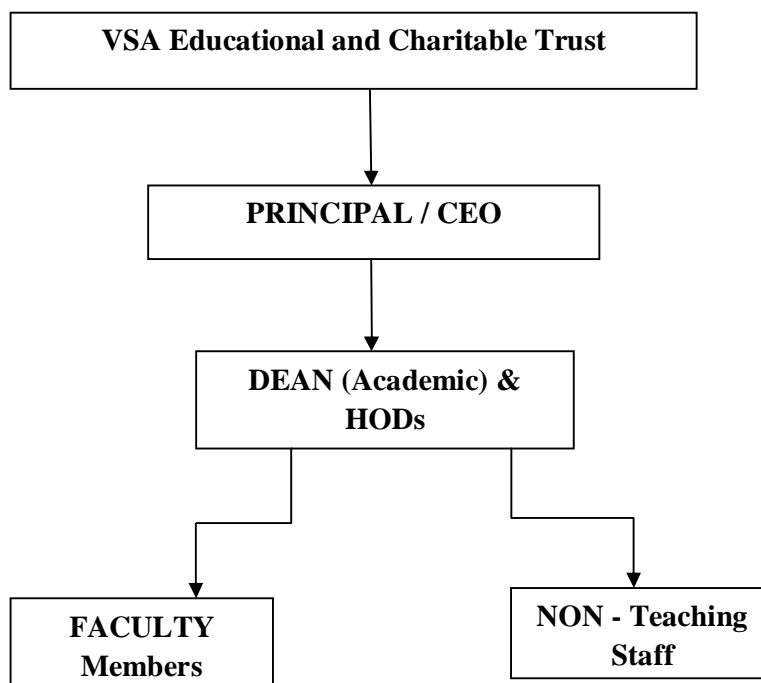 VSA Educational and Charitable Trust
PRINCIPAL / CEO
DEAN (Academic) &
HODs
FACULTY
Members
NON - Teaching
Staff